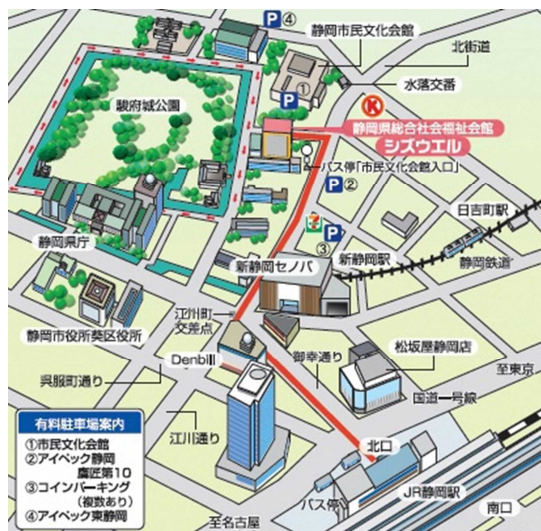 P④
静岡市民文化会館
北街道
①
水落交番
P
駿府城公園
K
静岡県総合社会福祉会館
シズウエル
バス停「市民文化会館入口」
P②
日吉町駅
7
P
③
静岡県庁
新静岡セノバ
新静岡駅
静岡鉄道
江川町
交差点
静岡市役所葵区役所
Denbill
御幸通り
松坂屋静岡店
至東京
呉服町通り
国道一号線
有料駐車場案内
①市民文化会館
②アイペック静岡
鷹匠第10
③コインパーキング
(複数あり)
④アイペック東静岡
江川通り
北口
バス停
JR静岡駅
南口
至名古屋